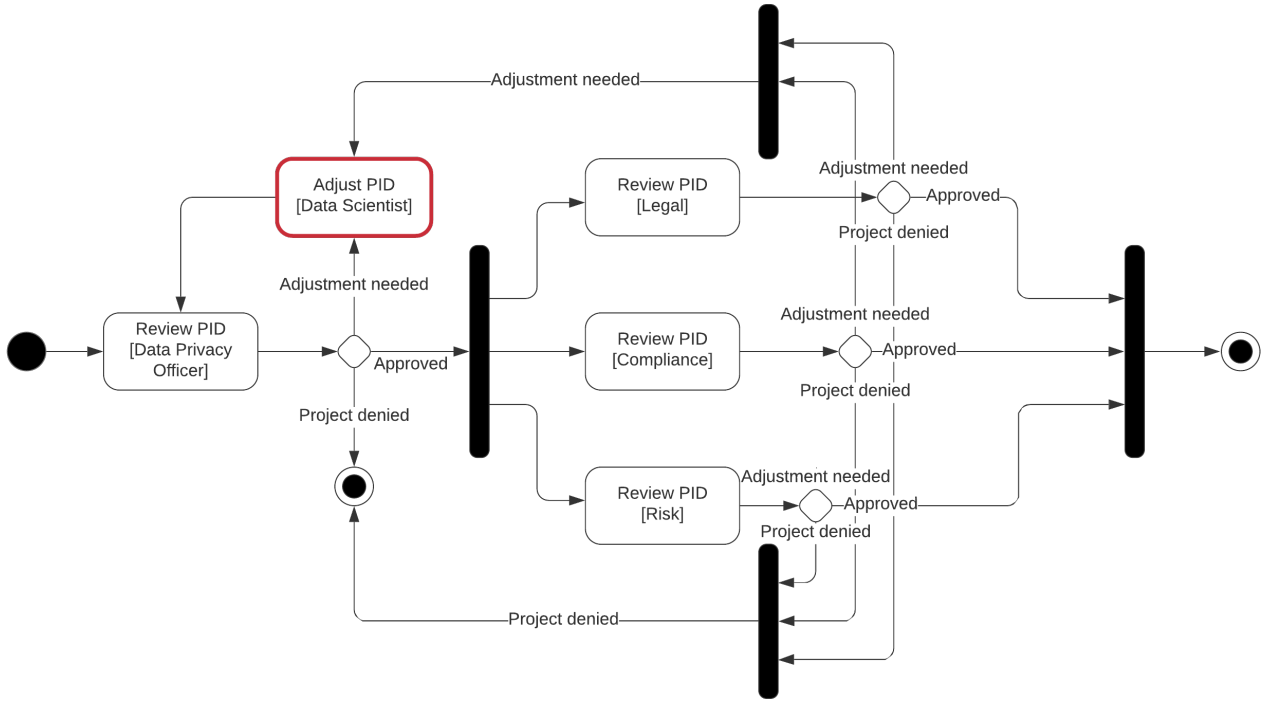 Adjustment needed
Adjust PID
[Data Scientist]
Review PID
[Legal]
Adjustment needed
Approved
Project denied
Adjustment needed
Review PID
[Data Privacy
Officer]
Approved
Project denied
Review PID
[Compliance]
Adjustment needed
Approved
Project denied
Review PID
[Risk]
Adjustment needed
Approved
Project denied
Project denied